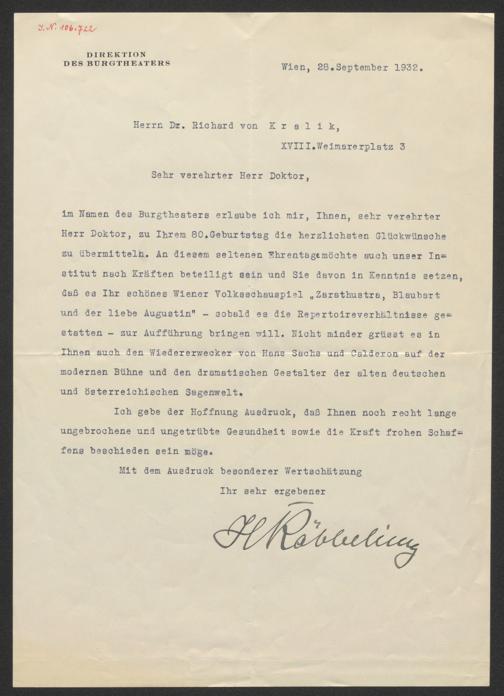 J.N. 106.722
DIREKTION
DES BURGTHEATERS
Wien, 28.September 1932.
Herrn Dr. Richard von K r a l i k,
XVIII.Weimarerplatz 3
Sehr verehrter Herr Doktor,
im Namen des Burgtheaters erlaube ich mir, Ihnen, sehr verehrter
Herr Doktor, zu Ihrem 80.Geburtstag die herzlichsten Glückwünsche
zu übermitteln. An diesem seltenen Ehrentage möchte auch unser In=
stitut nach Kräften beteiligt sein und Sie davon in Kenntnis setzen,
daß es Ihr schönes Wiener Volksschauspiel „Zarathustra, Blaubart
und der liebe Augustin" - sobald es die Repertoireverhältnisse ge=
statten - zur Aufführung bringen will. Nicht minder grüsst es in
Ihnen auch den Wiedererwecker von Hans Sachs und Calderon auf der
modernen Bühne und den dramatischen Gestalter der alten deutschen
und österreichischen Sagenwelt.
Ich gebe der Hoffnung Ausdruck, daß Ihnen noch recht lange
ungebrochene und ungetrübte Gesundheit sowie die Kraft frohen Schaf=
fens beschieden sein möge.
Mit dem Ausdruck besonderer Wertschätzung
Ihr sehr ergebener
H Röbbeling